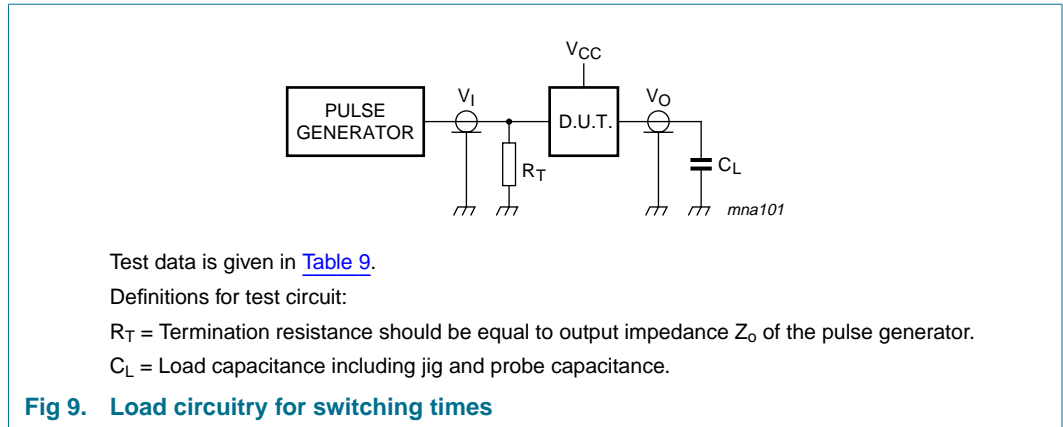 VCC
PULSE
GENERATOR
VI
D.U.T.
VO
RT
CL
mna101
Test data is given in Table 9.
Definitions for test circuit:
RT = Termination resistance should be equal to output impedance Zo of the pulse generator.
CL = Load capacitance including jig and probe capacitance.
Fig 9. Load circuitry for switching times